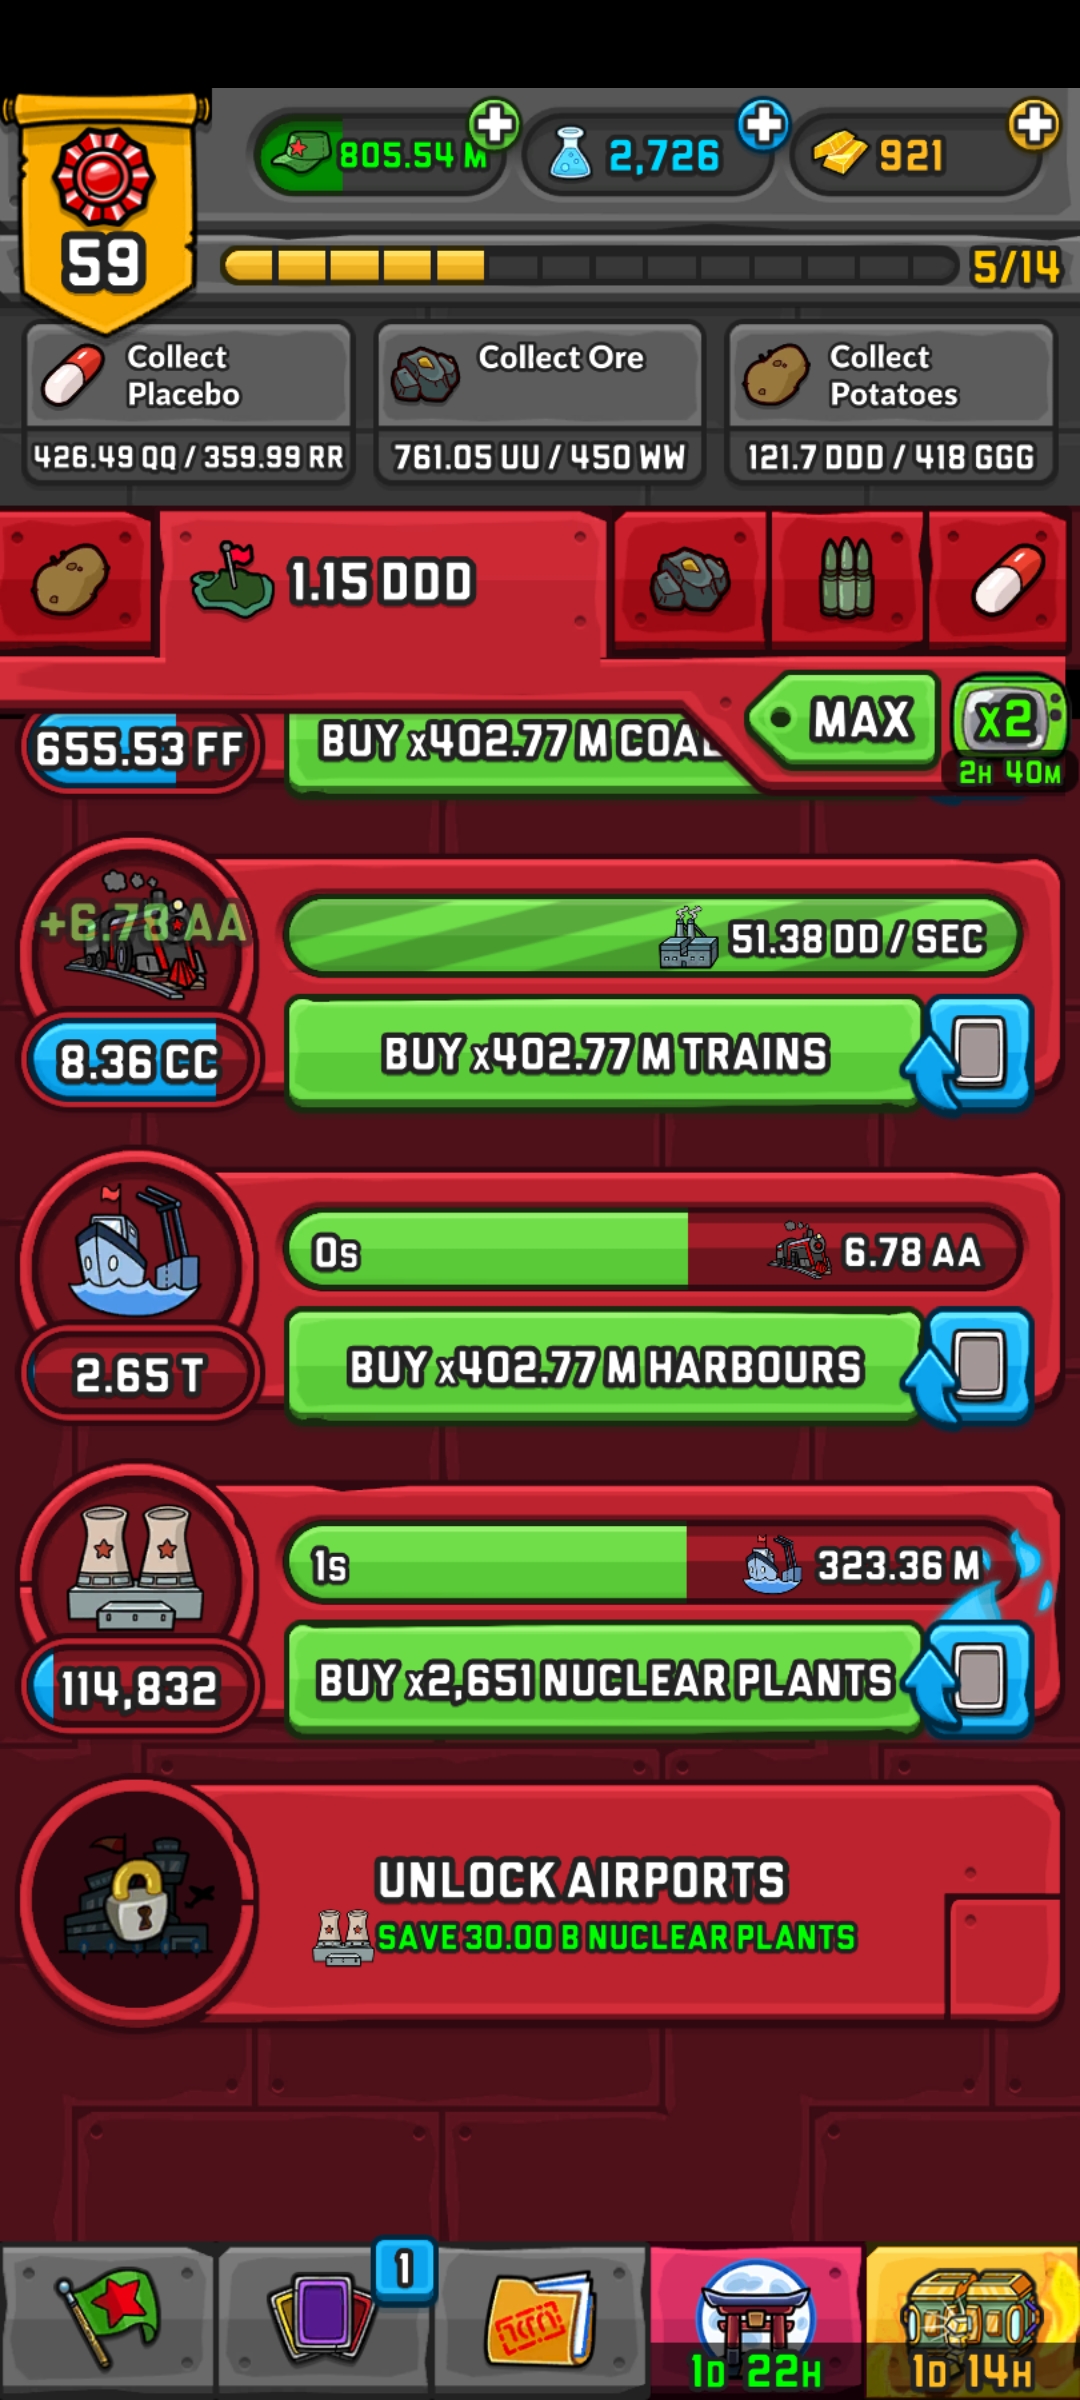 805.54 M
2,726
921
59
5/14
Collect
Placebo
426.49 QQ / 359.99 RR
Collect Ore
761.05 UU / 450 WW
Collect
Potatoes
121.7 DDD / 418 GGG
1.15 DDD
MAX
x2
2H 40M
655.53 FF
BUY x402.77 M COAL
+6.78 AA
51.38 DD / SEC
8.36 CC
BUY x402.77 M TRAINS
0s
6.78 AA
2.65 T
BUY x402.77 M HARBOURS
1s
323.36 M
114,832
BUY x2,651 NUCLEAR PLANTS
UNLOCK AIRPORTS
SAVE 30.00 B NUCLEAR PLANTS
1
1D 22H
1D 14H